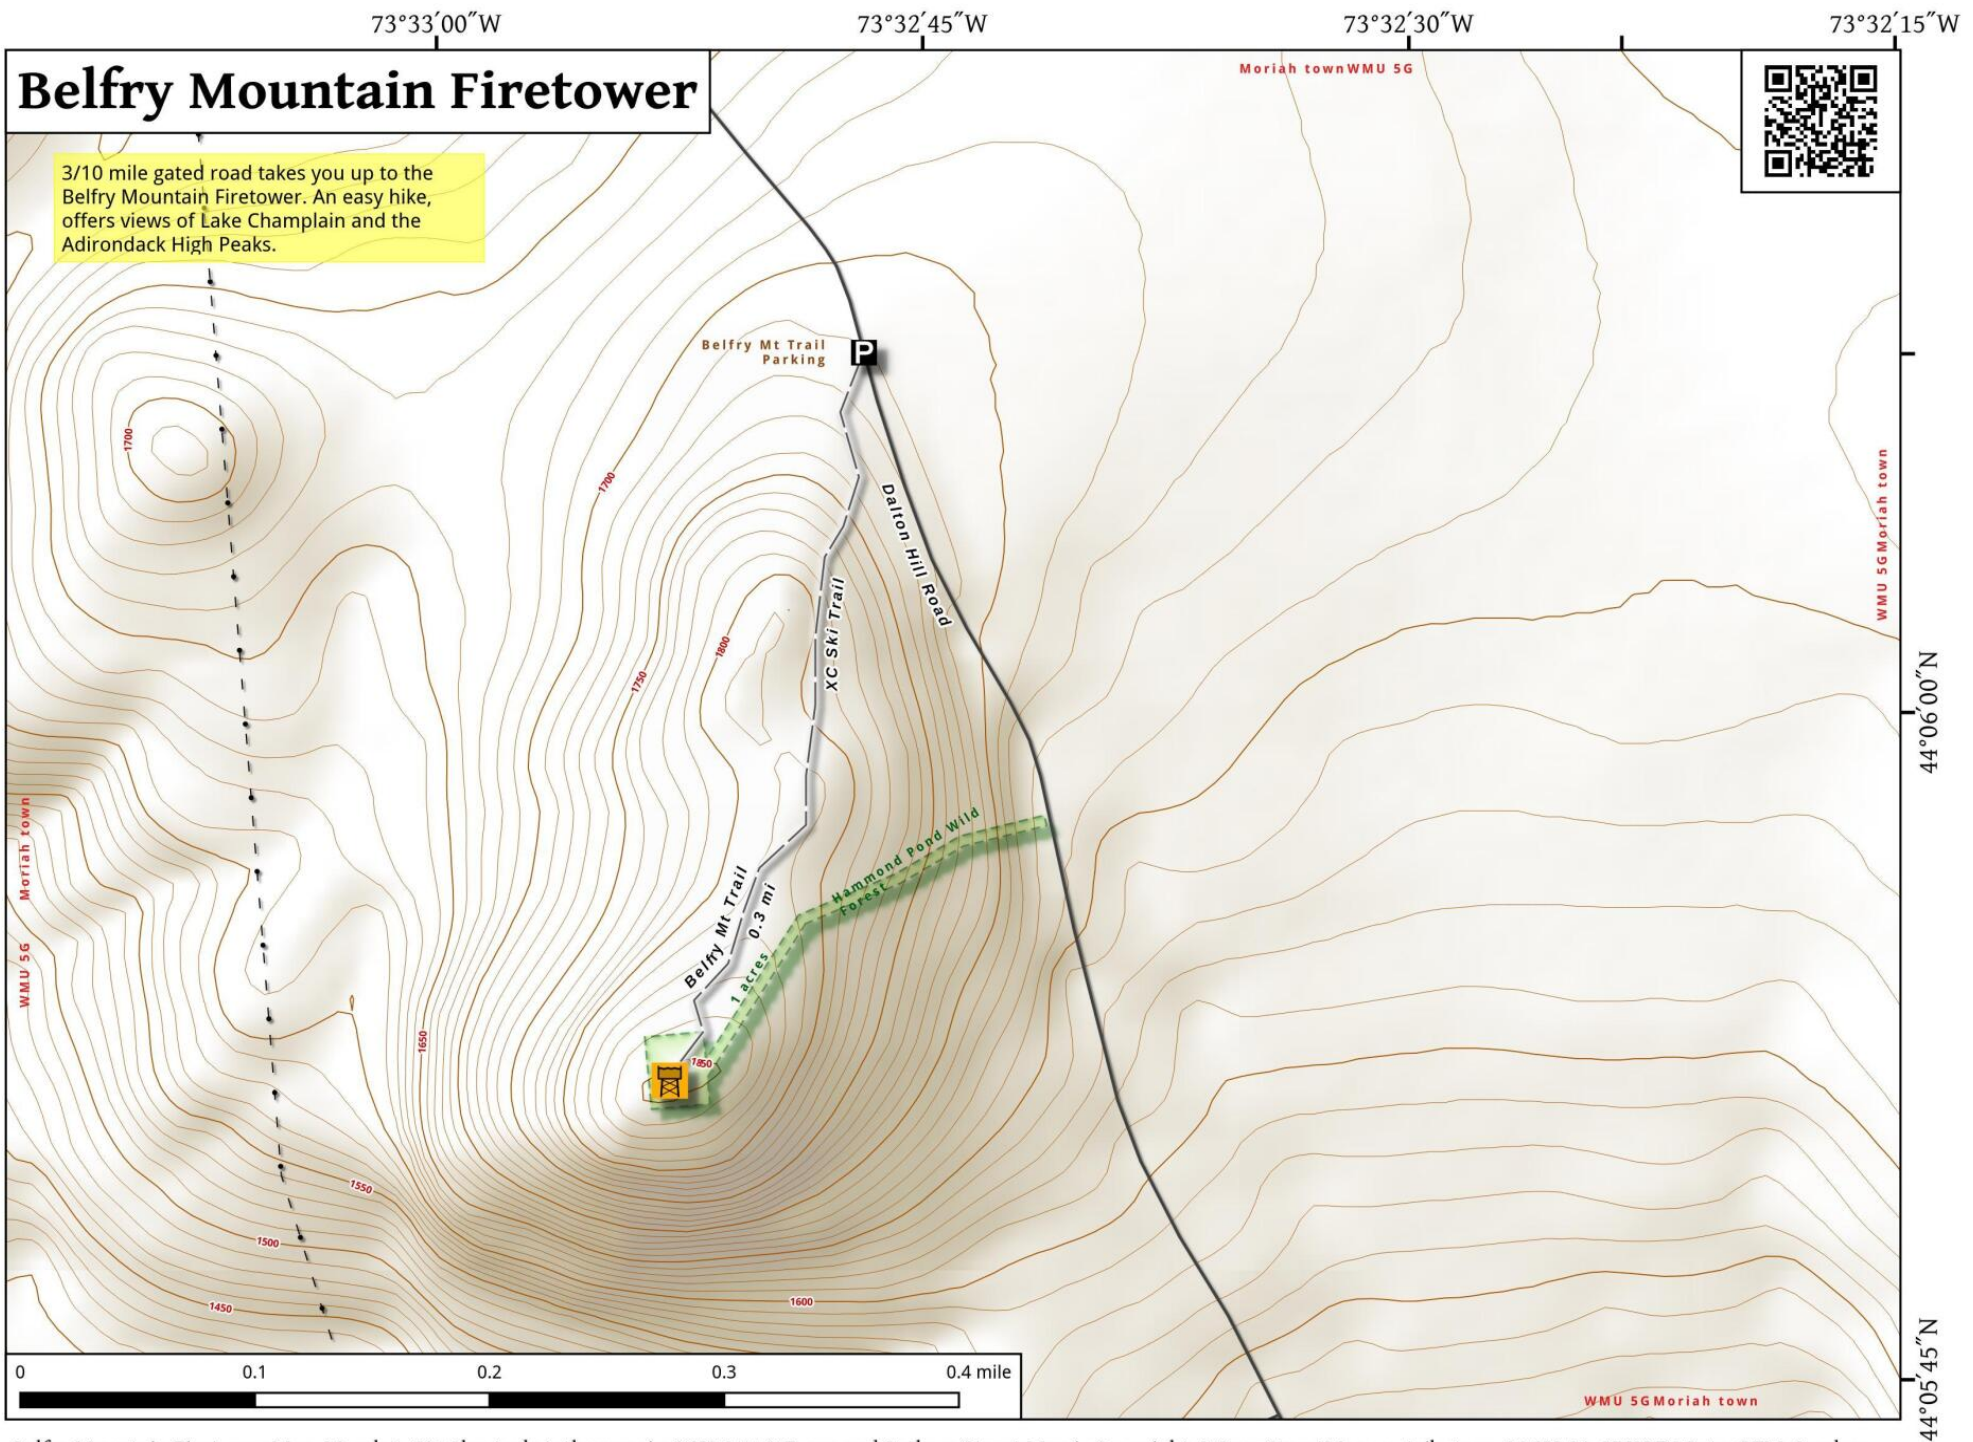 73°33′00″W
73°32′45″W
73°32′30″W
73°32′15″W
Belfry Mountain Firetower
Moriah townWMU 5G
3/10 mile gated road takes you up to the
Belfry Mountain Firetower. An easy hike,
offers views of Lake Champlain and the
Adirondack High Peaks.
Belfry Mt Trail
Parking
P
1700
1700
Dalton Hill Road
WMU 5GMoriah town
XC Ski Trail
1800
1750
44°06′00″N
Moriah town
WMU 5G
Hammond Pond Wild
Forest
Belfry Mt Trail
0.3 mi
1 acres
1650
1850
1550
1500
1450
1600
44°05′45″N
0
0.1
0.2
0.3
0.4 mile
WMU 5GMoriah town